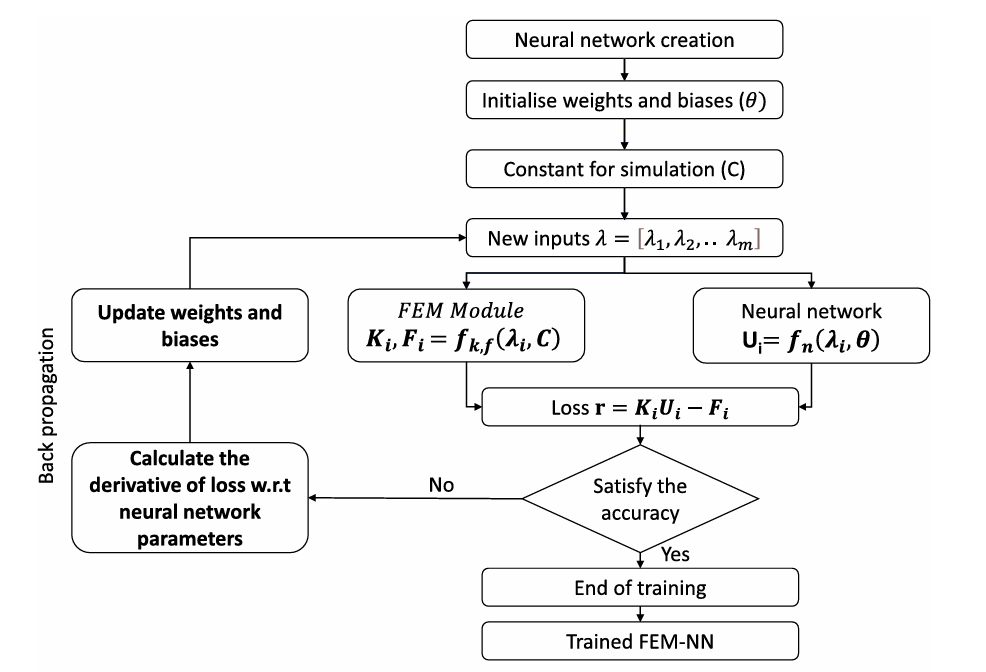 Neural network creation
Initialise weights and biases (θ)
Constant for simulation (C)
New inputs λ = [λ₁, λ₂, . . λₘ]
FEM Module
Kᵢ, Fᵢ = f_{k,f}(λᵢ, C)
Neural network
Uᵢ= fₙ(λᵢ, θ)
Loss r = KᵢUᵢ − Fᵢ
Satisfy the
accuracy
No
Yes
Calculate the
derivative of loss w.r.t
neural network
parameters
Update weights and
biases
Back propagation
End of training
Trained FEM-NN